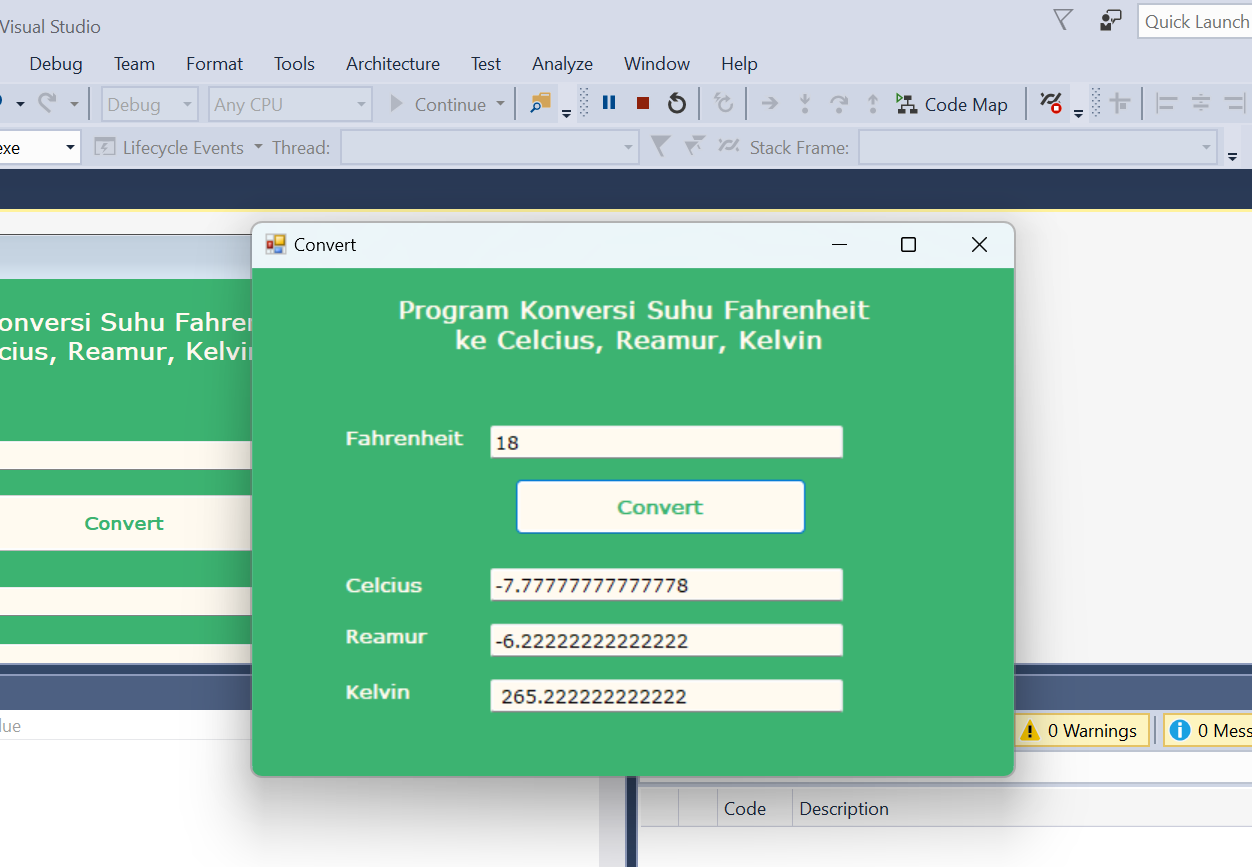 Visual Studio
Quick Launch
Debug Team Format Tools Architecture Test Analyze Window Help
Debug Any CPU Continue Code Map
exe Lifecycle Events Thread: Stack Frame:
Convert
Program Konversi Suhu Fahrenheit
ke Celcius, Reamur, Kelvin
Fahrenheit 18
Convert
Celcius -7.77777777777778
Reamur -6.22222222222222
Kelvin 265.222222222222
onversi Suhu Fahren
cius, Reamur, Kelvin
Convert
lue
0 Warnings 0 Mess
Code Description